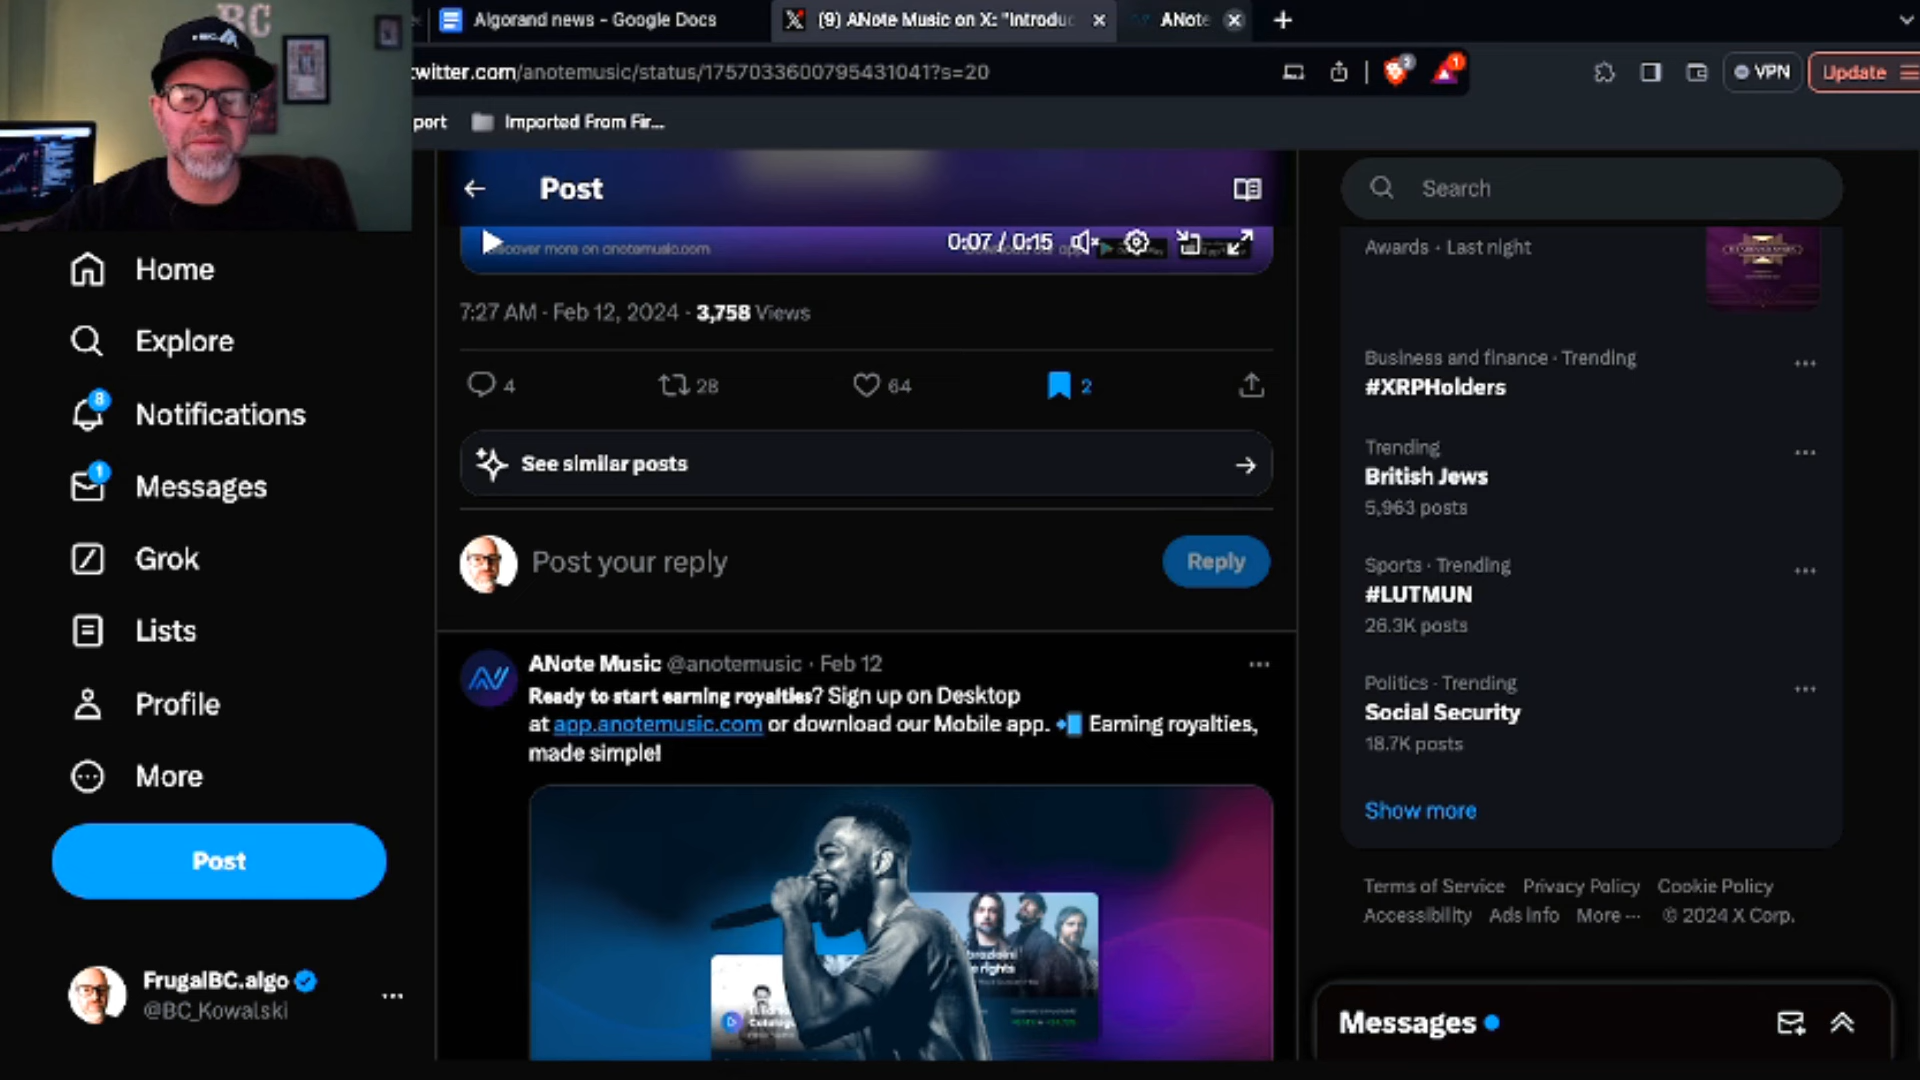 BC
Algorand news - Google Docs
(9) ANote Music on X: "Introduc
ANote
twitter.com/anotemusic/status/1757033600795431041?s=20
2
1
VPN
Update
port
Imported From Fir...
Post
Search
discover more on anotemusic.com
0:07 / 0:15
Awards · Last night
Home
Explore
8
Notifications
1
Messages
Grok
Lists
Profile
More
Post
FrugalBC.algo
@BC_Kowalski
7:27 AM · Feb 12, 2024 · 3,758 Views
4
28
64
2
See similar posts
Post your reply
Reply
ANote Music @anotemusic · Feb 12
Ready to start earning royalties? Sign up on Desktop
at app.anotemusic.com or download our Mobile app. 📲 Earning royalties,
made simple!
rights
Business and finance · Trending
#XRPHolders
Trending
British Jews
5,963 posts
Sports · Trending
#LUTMUN
26.3K posts
Politics · Trending
Social Security
18.7K posts
Show more
Terms of Service Privacy Policy Cookie Policy
Accessibility Ads info More ··· © 2024 X Corp.
Messages